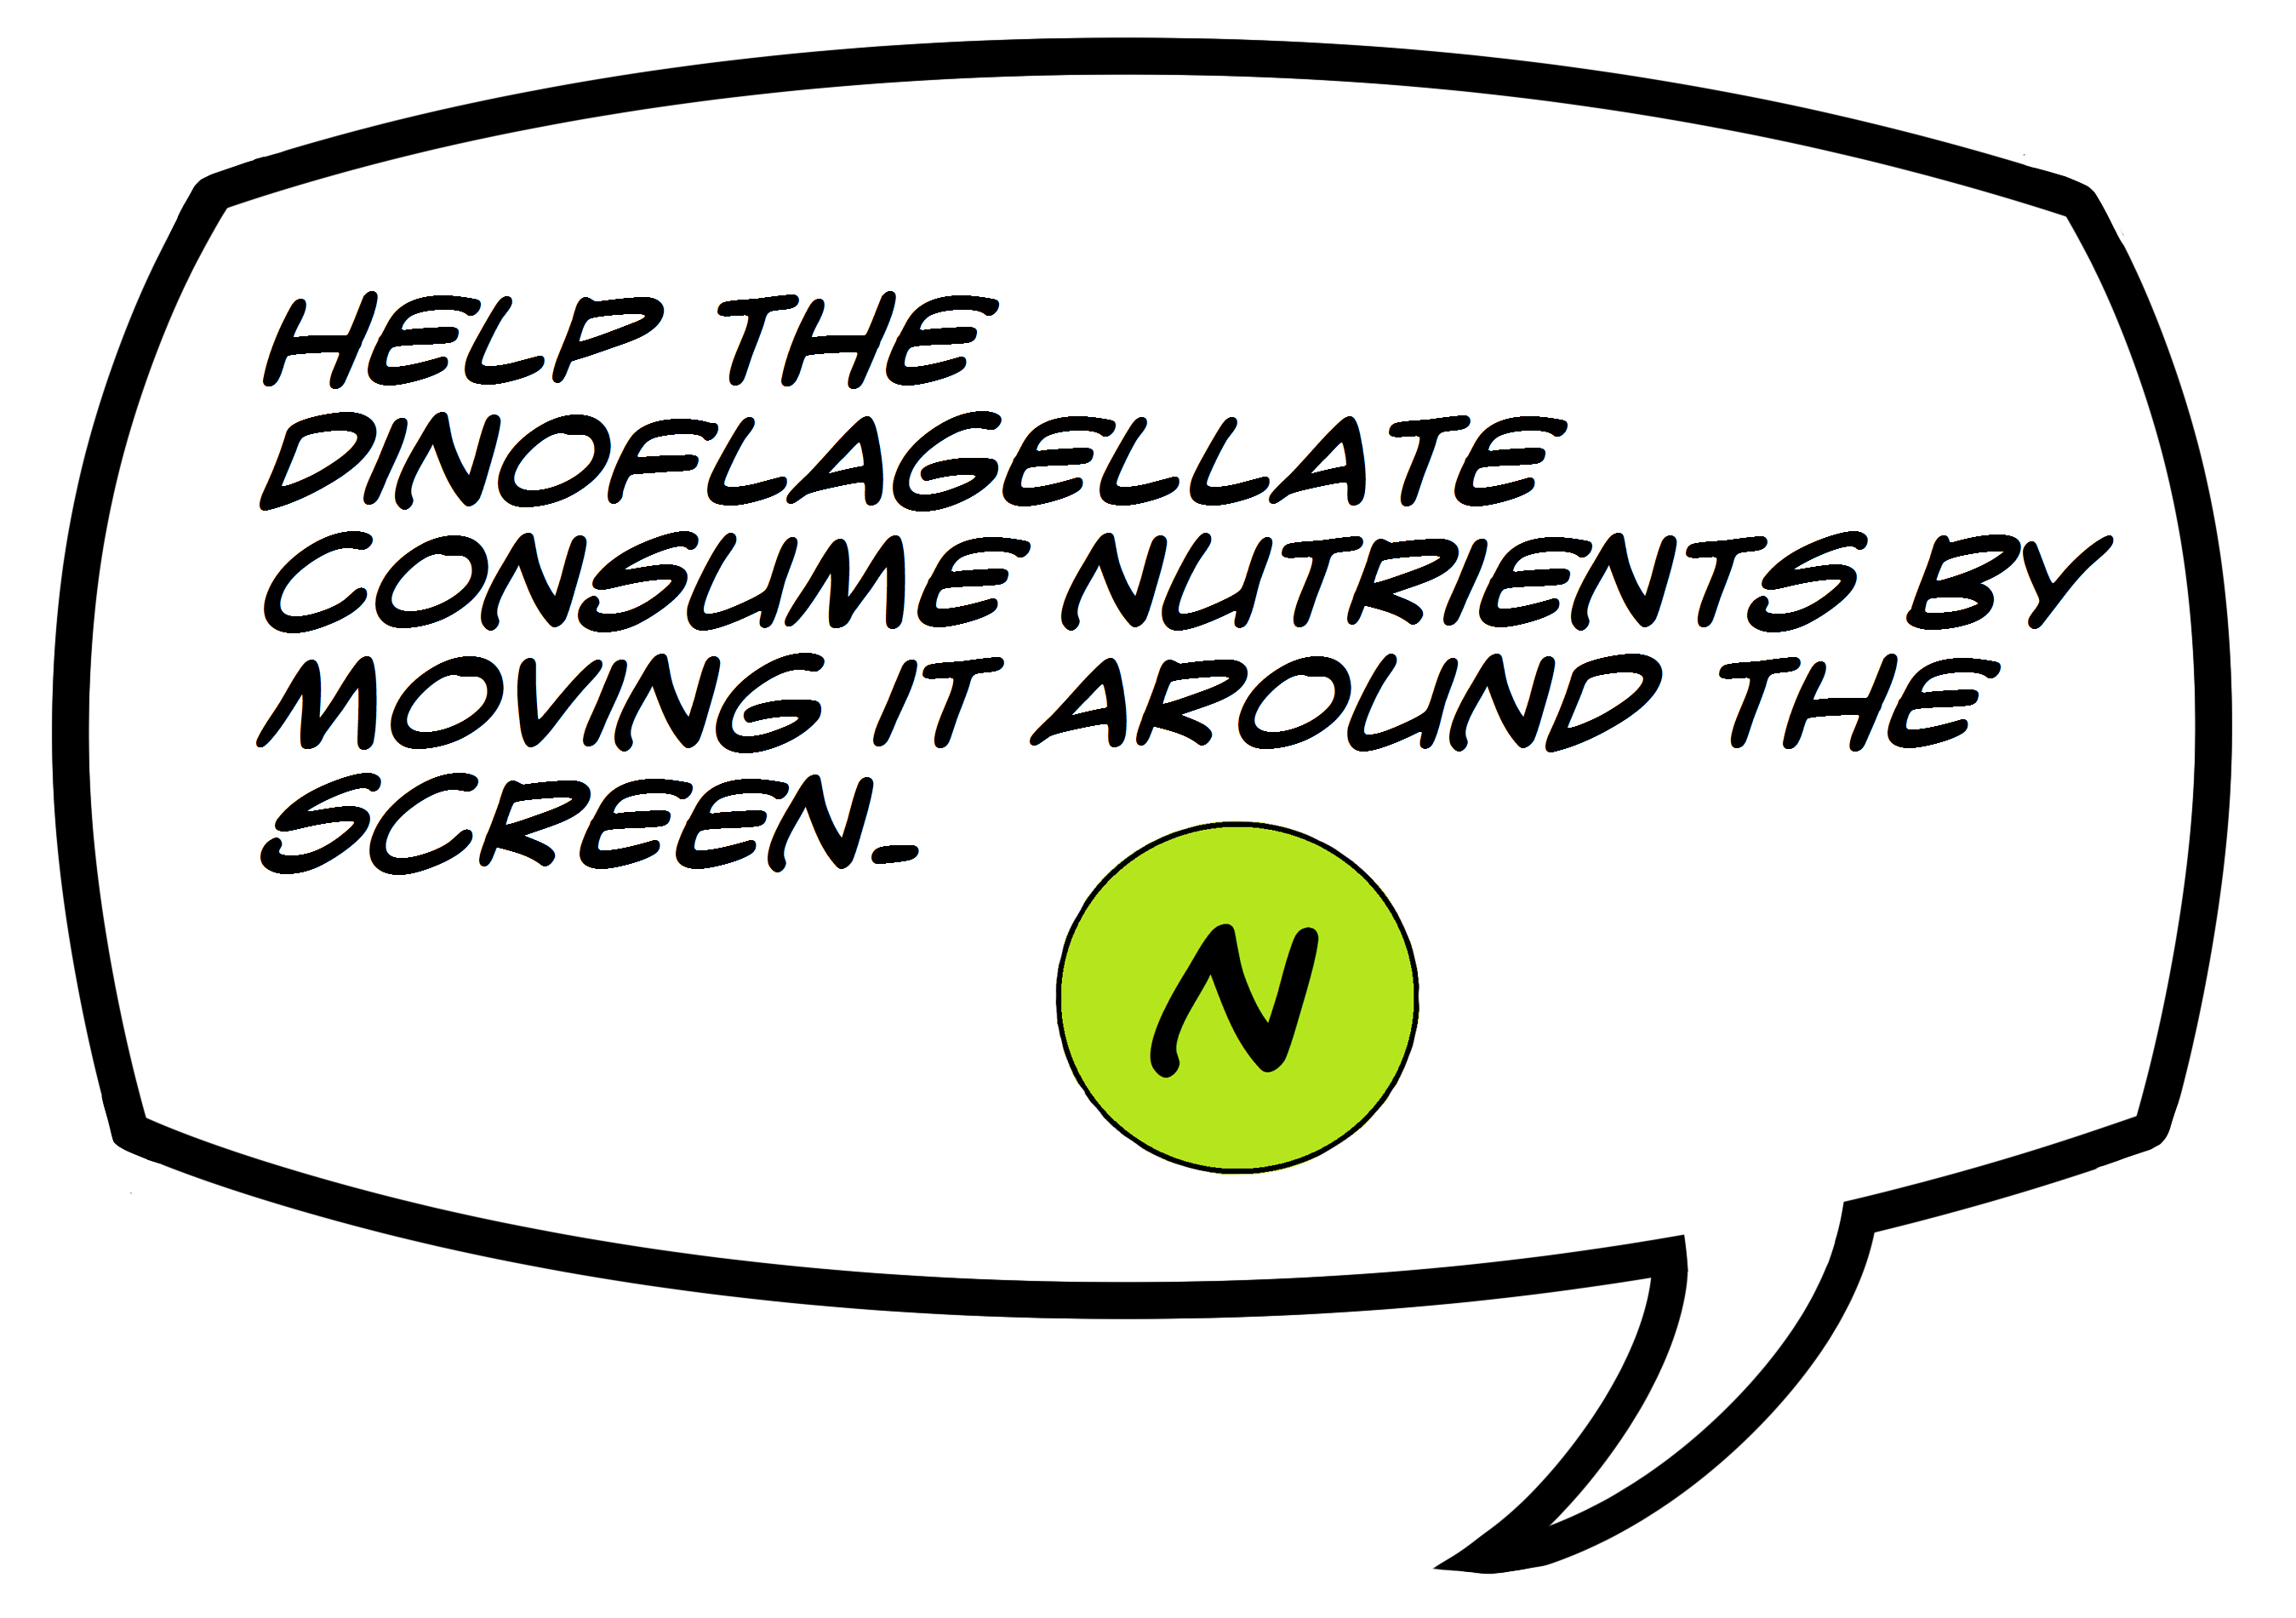 HELP THE
DINOFLAGELLATE
CONSUME NUTRIENTS BY
MOVING IT AROUND THE
SCREEN.
N